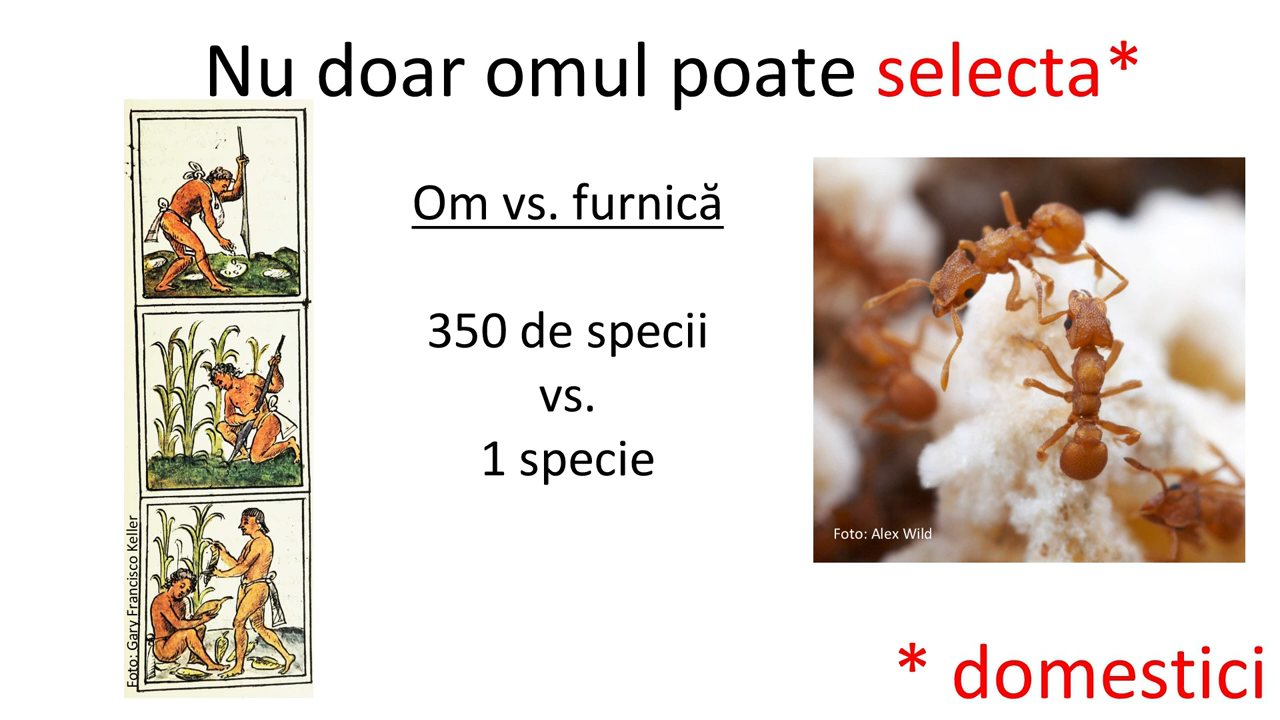 Nu doar omul poate selecta*
Om vs. furnică
350 de specii
vs.
1 specie
Foto: Gary Francisco Keller
Foto: Alex Wild
* domestici